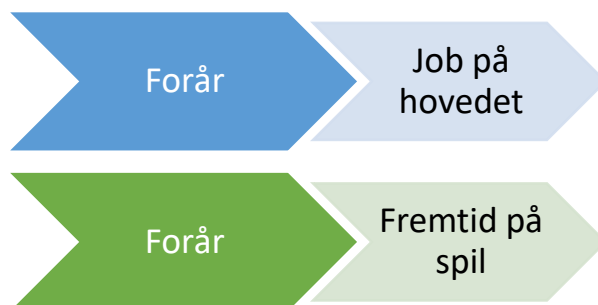 Forår
Job på
hovedet
Forår
Fremtid på
spil